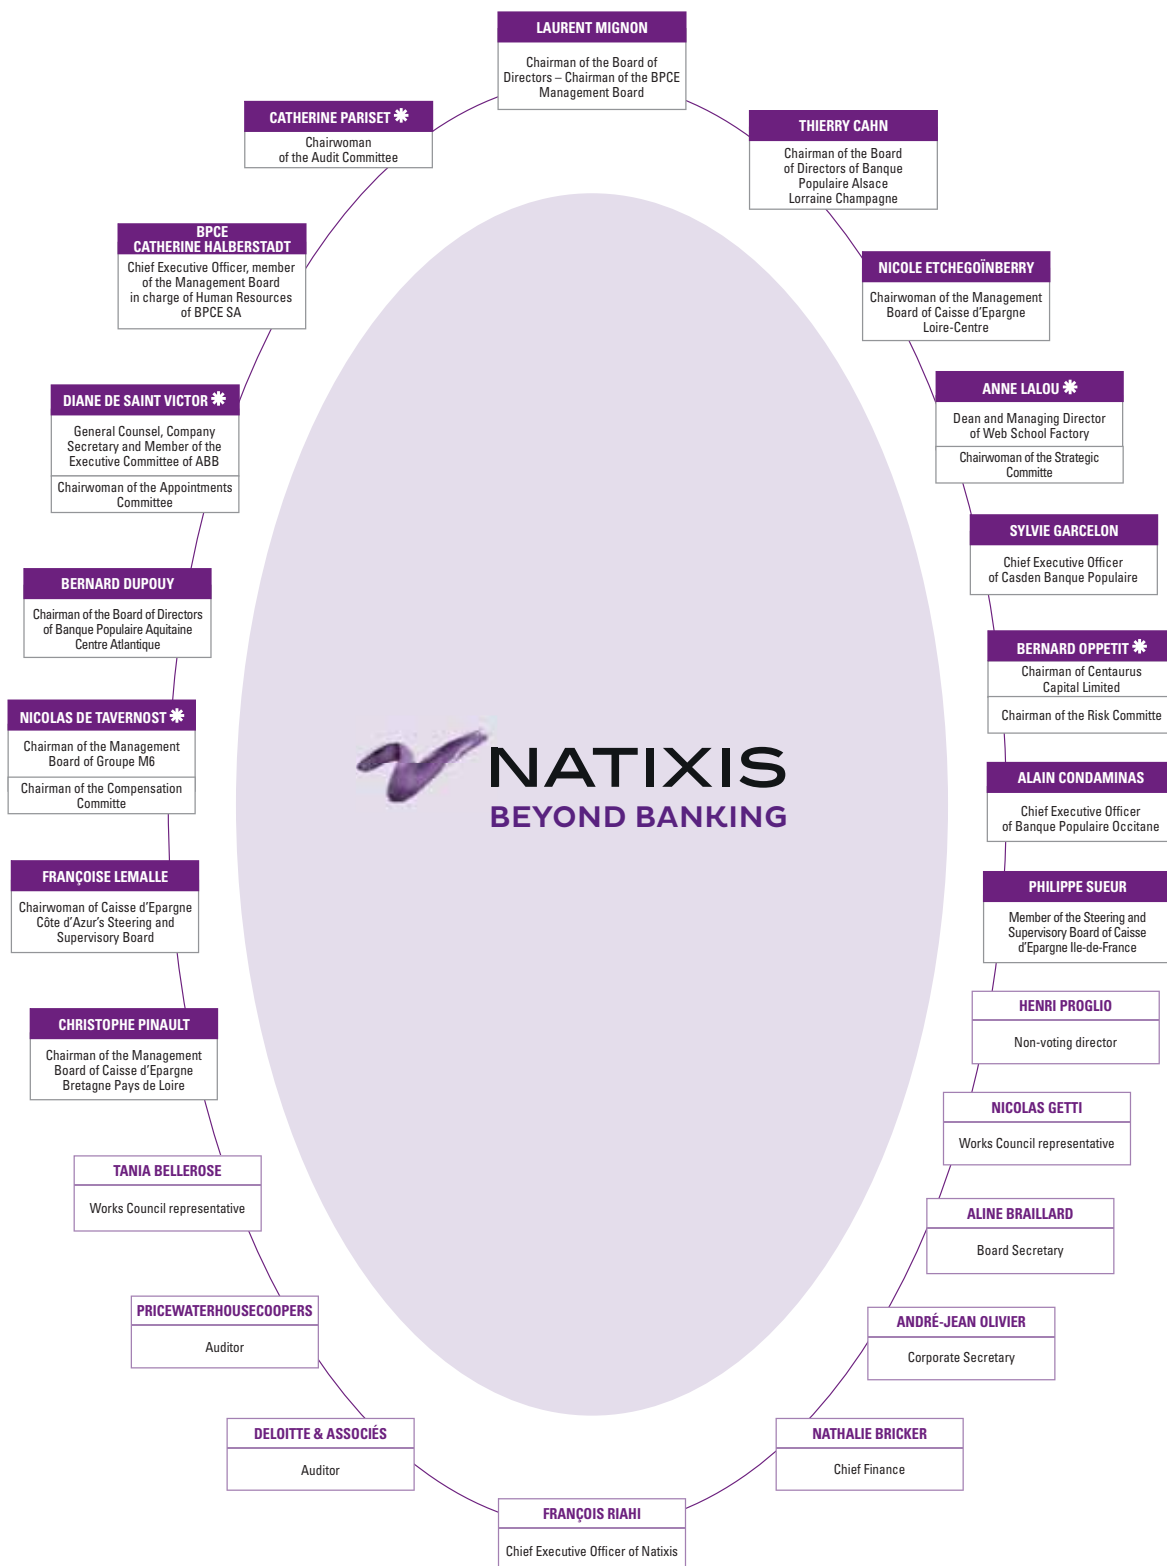 LAURENT MIGNON
Chairman of the Board of
Directors – Chairman of the BPCE
Management Board
CATHERINE PARISET ✱
Chairwoman
of the Audit Committee
THIERRY CAHN
Chairman of the Board
of Directors of Banque
Populaire Alsace
Lorraine Champagne
BPCE
CATHERINE HALBERSTADT
Chief Executive Officer, member
of the Management Board
in charge of Human Resources
of BPCE SA
NICOLE ETCHEGOÏNBERRY
Chairwoman of the Management
Board of Caisse d'Epargne
Loire-Centre
DIANE DE SAINT VICTOR ✱
General Counsel, Company
Secretary and Member of the
Executive Committee of ABB
Chairwoman of the Appointments
Committee
ANNE LALOU ✱
Dean and Managing Director
of Web School Factory
Chairwoman of the Strategic
Committe
SYLVIE GARCELON
Chief Executive Officer
of Casden Banque Populaire
BERNARD DUPOUY
Chairman of the Board of Directors
of Banque Populaire Aquitaine
Centre Atlantique
BERNARD OPPETIT ✱
Chairman of Centaurus
Capital Limited
Chairman of the Risk Committe
NICOLAS DE TAVERNOST ✱
Chairman of the Management
Board of Groupe M6
Chairman of the Compensation
Committe
NATIXIS
BEYOND BANKING
ALAIN CONDAMINAS
Chief Executive Officer
of Banque Populaire Occitane
FRANÇOISE LEMALLE
Chairwoman of Caisse d'Epargne
Côte d'Azur's Steering and
Supervisory Board
PHILIPPE SUEUR
Member of the Steering and
Supervisory Board of Caisse
d'Epargne Ile-de-France
HENRI PROGLIO
Non-voting director
CHRISTOPHE PINAULT
Chairman of the Management
Board of Caisse d'Epargne
Bretagne Pays de Loire
NICOLAS GETTI
Works Council representative
TANIA BELLEROSE
Works Council representative
ALINE BRAILLARD
Board Secretary
PRICEWATERHOUSECOOPERS
Auditor
ANDRÉ-JEAN OLIVIER
Corporate Secretary
DELOITTE & ASSOCIÉS
Auditor
NATHALIE BRICKER
Chief Finance
FRANÇOIS RIAHI
Chief Executive Officer of Natixis